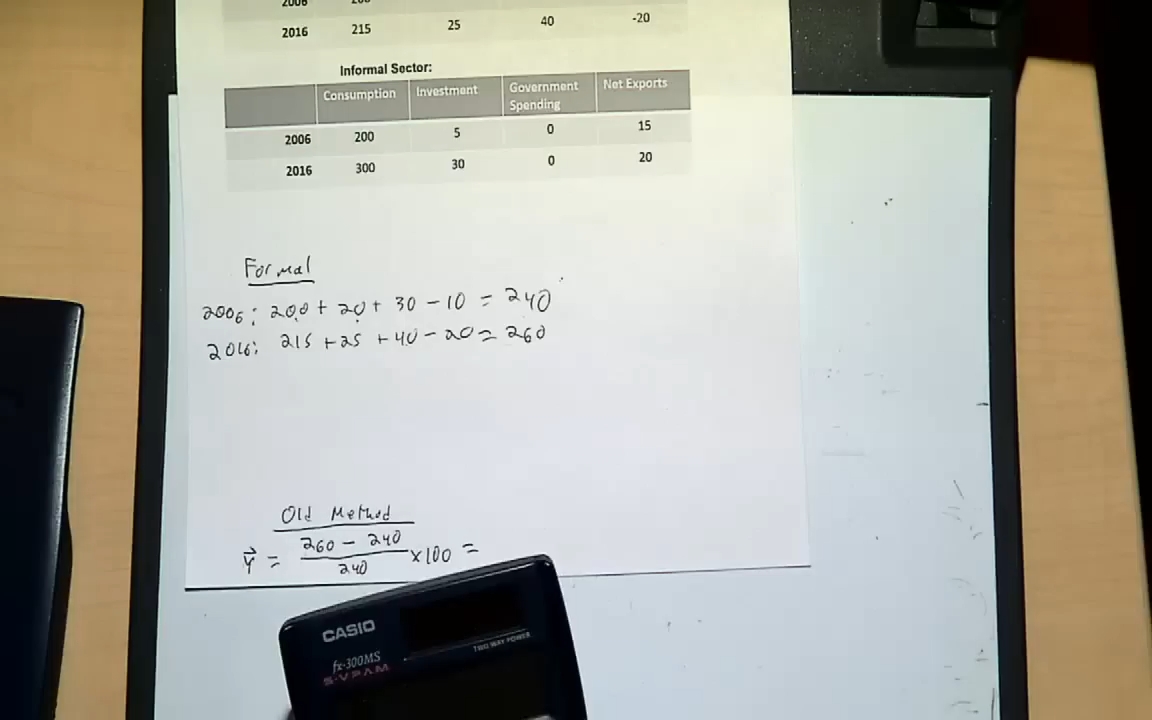 2006
2016 215 25 40 -20
Informal Sector:
Consumption Investment Government Spending Net Exports
2006 200 5 0 15
2016 300 30 0 20
Formal
2006: 200 + 20 + 30 - 10 = 240
2016: 215 + 25 + 40 - 20 = 260
Old Method
Y = 260 - 240 / 240 x 100 =
CASIO
fx-300MS
S-V.P.A.M.
TWO WAY POWER